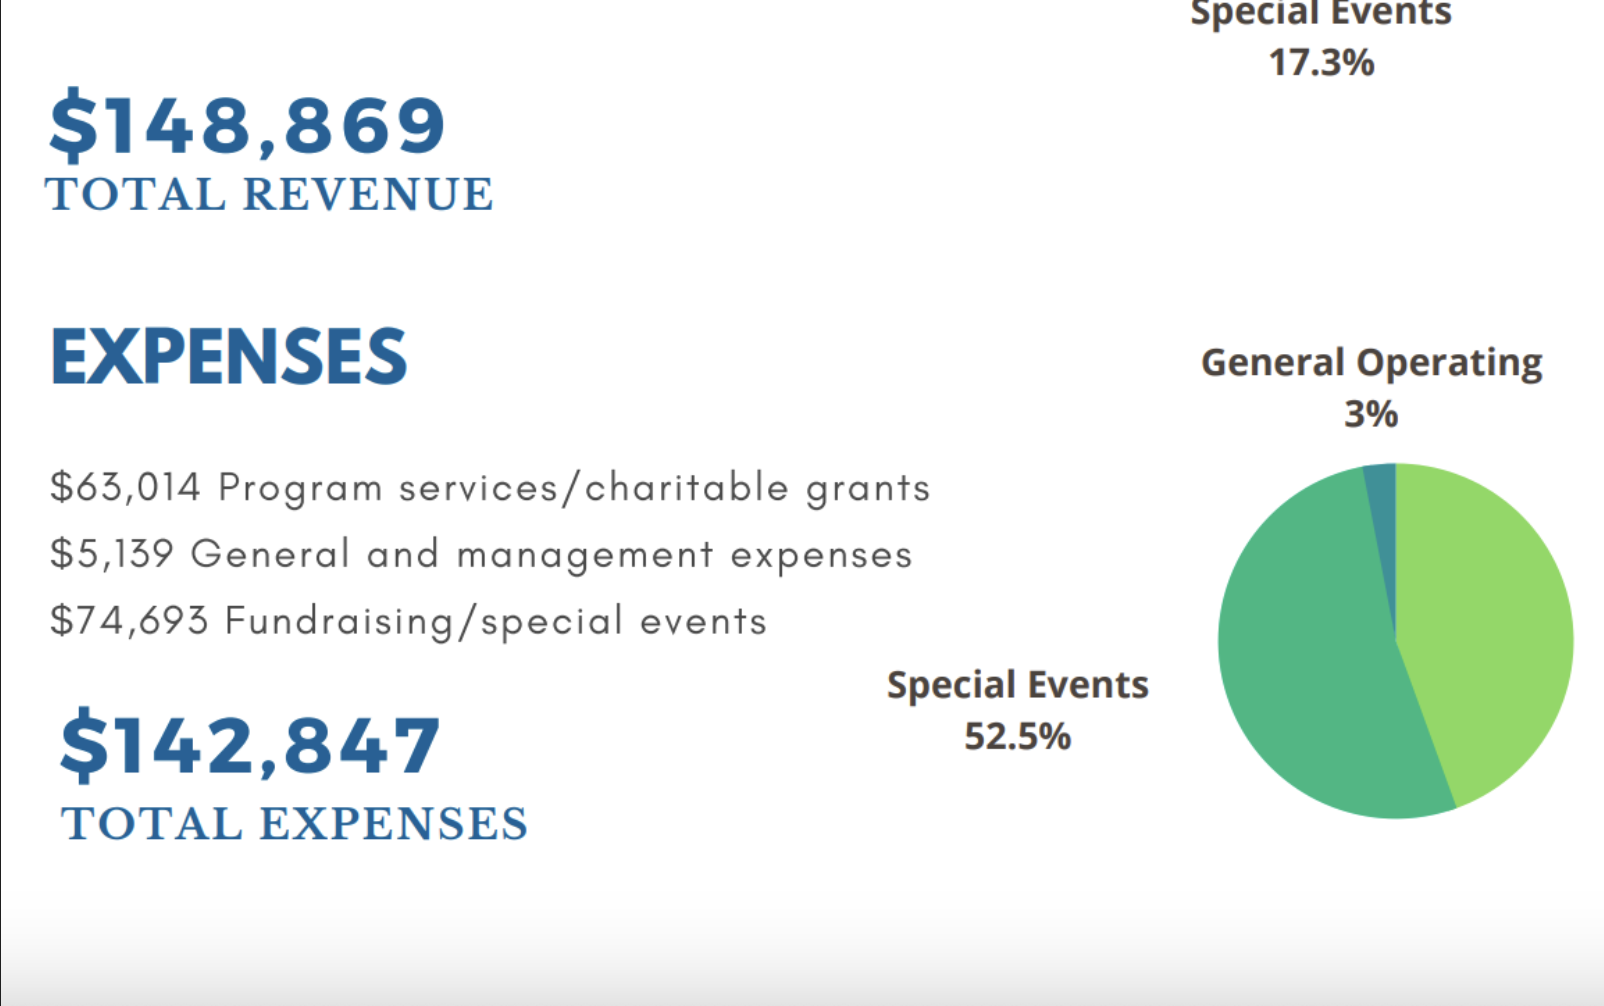 Special Events
17.3%
$148,869
TOTAL REVENUE
EXPENSES
General Operating
3%
$63,014 Program services/charitable grants
$5,139 General and management expenses
$74,693 Fundraising/special events
Special Events
52.5%
$142,847
TOTAL EXPENSES